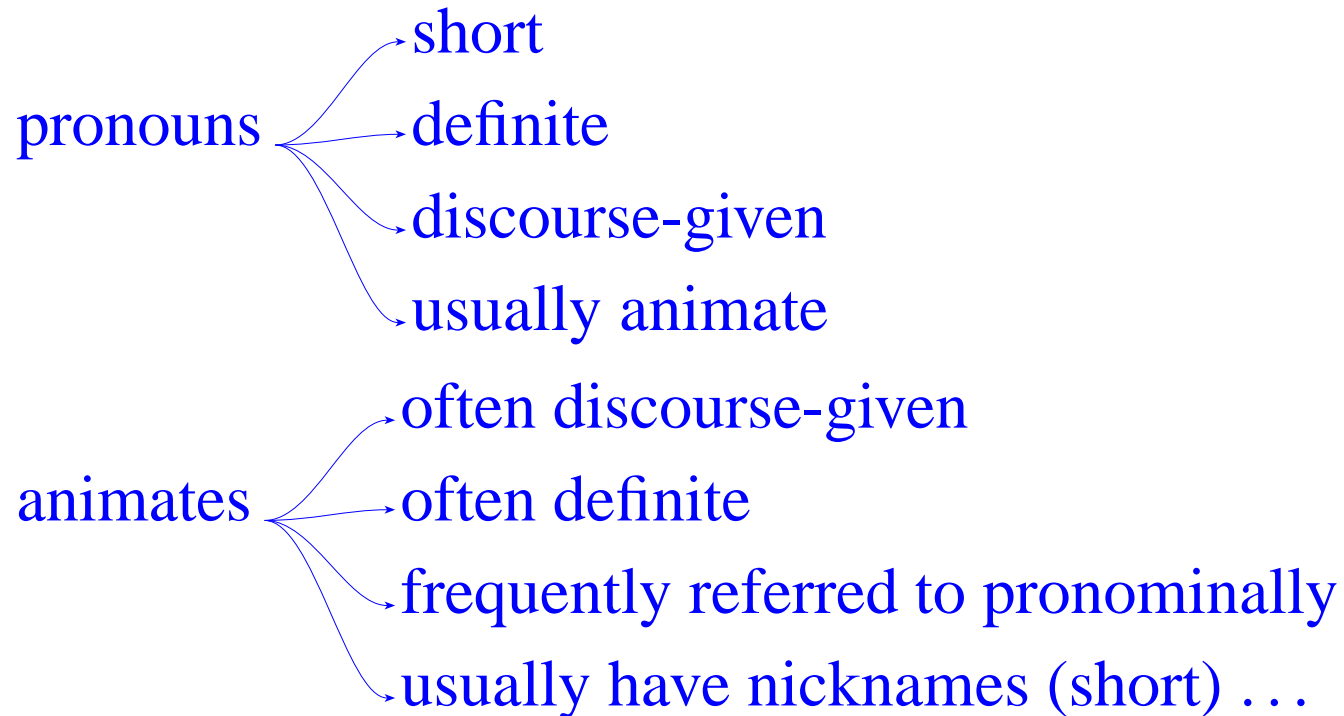 short
pronouns
definite
discourse-given
usually animate
often discourse-given
animates
often definite
frequently referred to pronominally
usually have nicknames (short) . . .